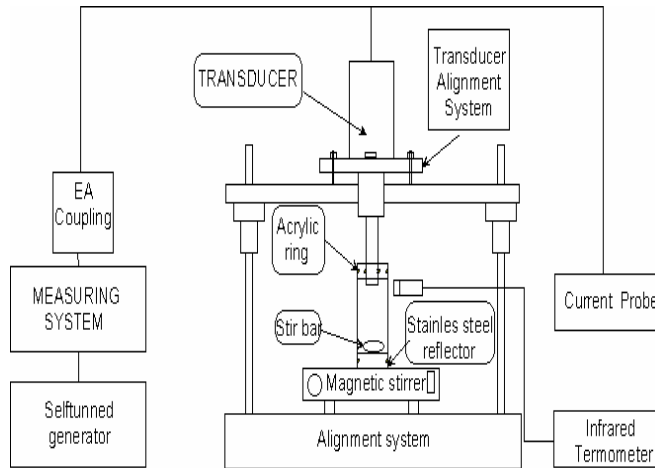 TRANSDUCER
Transducer
Alignment
System
EA
Coupling
Acrylic
ring
MEASURING
SYSTEM
Current Probe
Stir bar
Stainles steel
reflector
Magnetic stirrer
Selftunned
generator
Alignment system
Infrared
Termometer